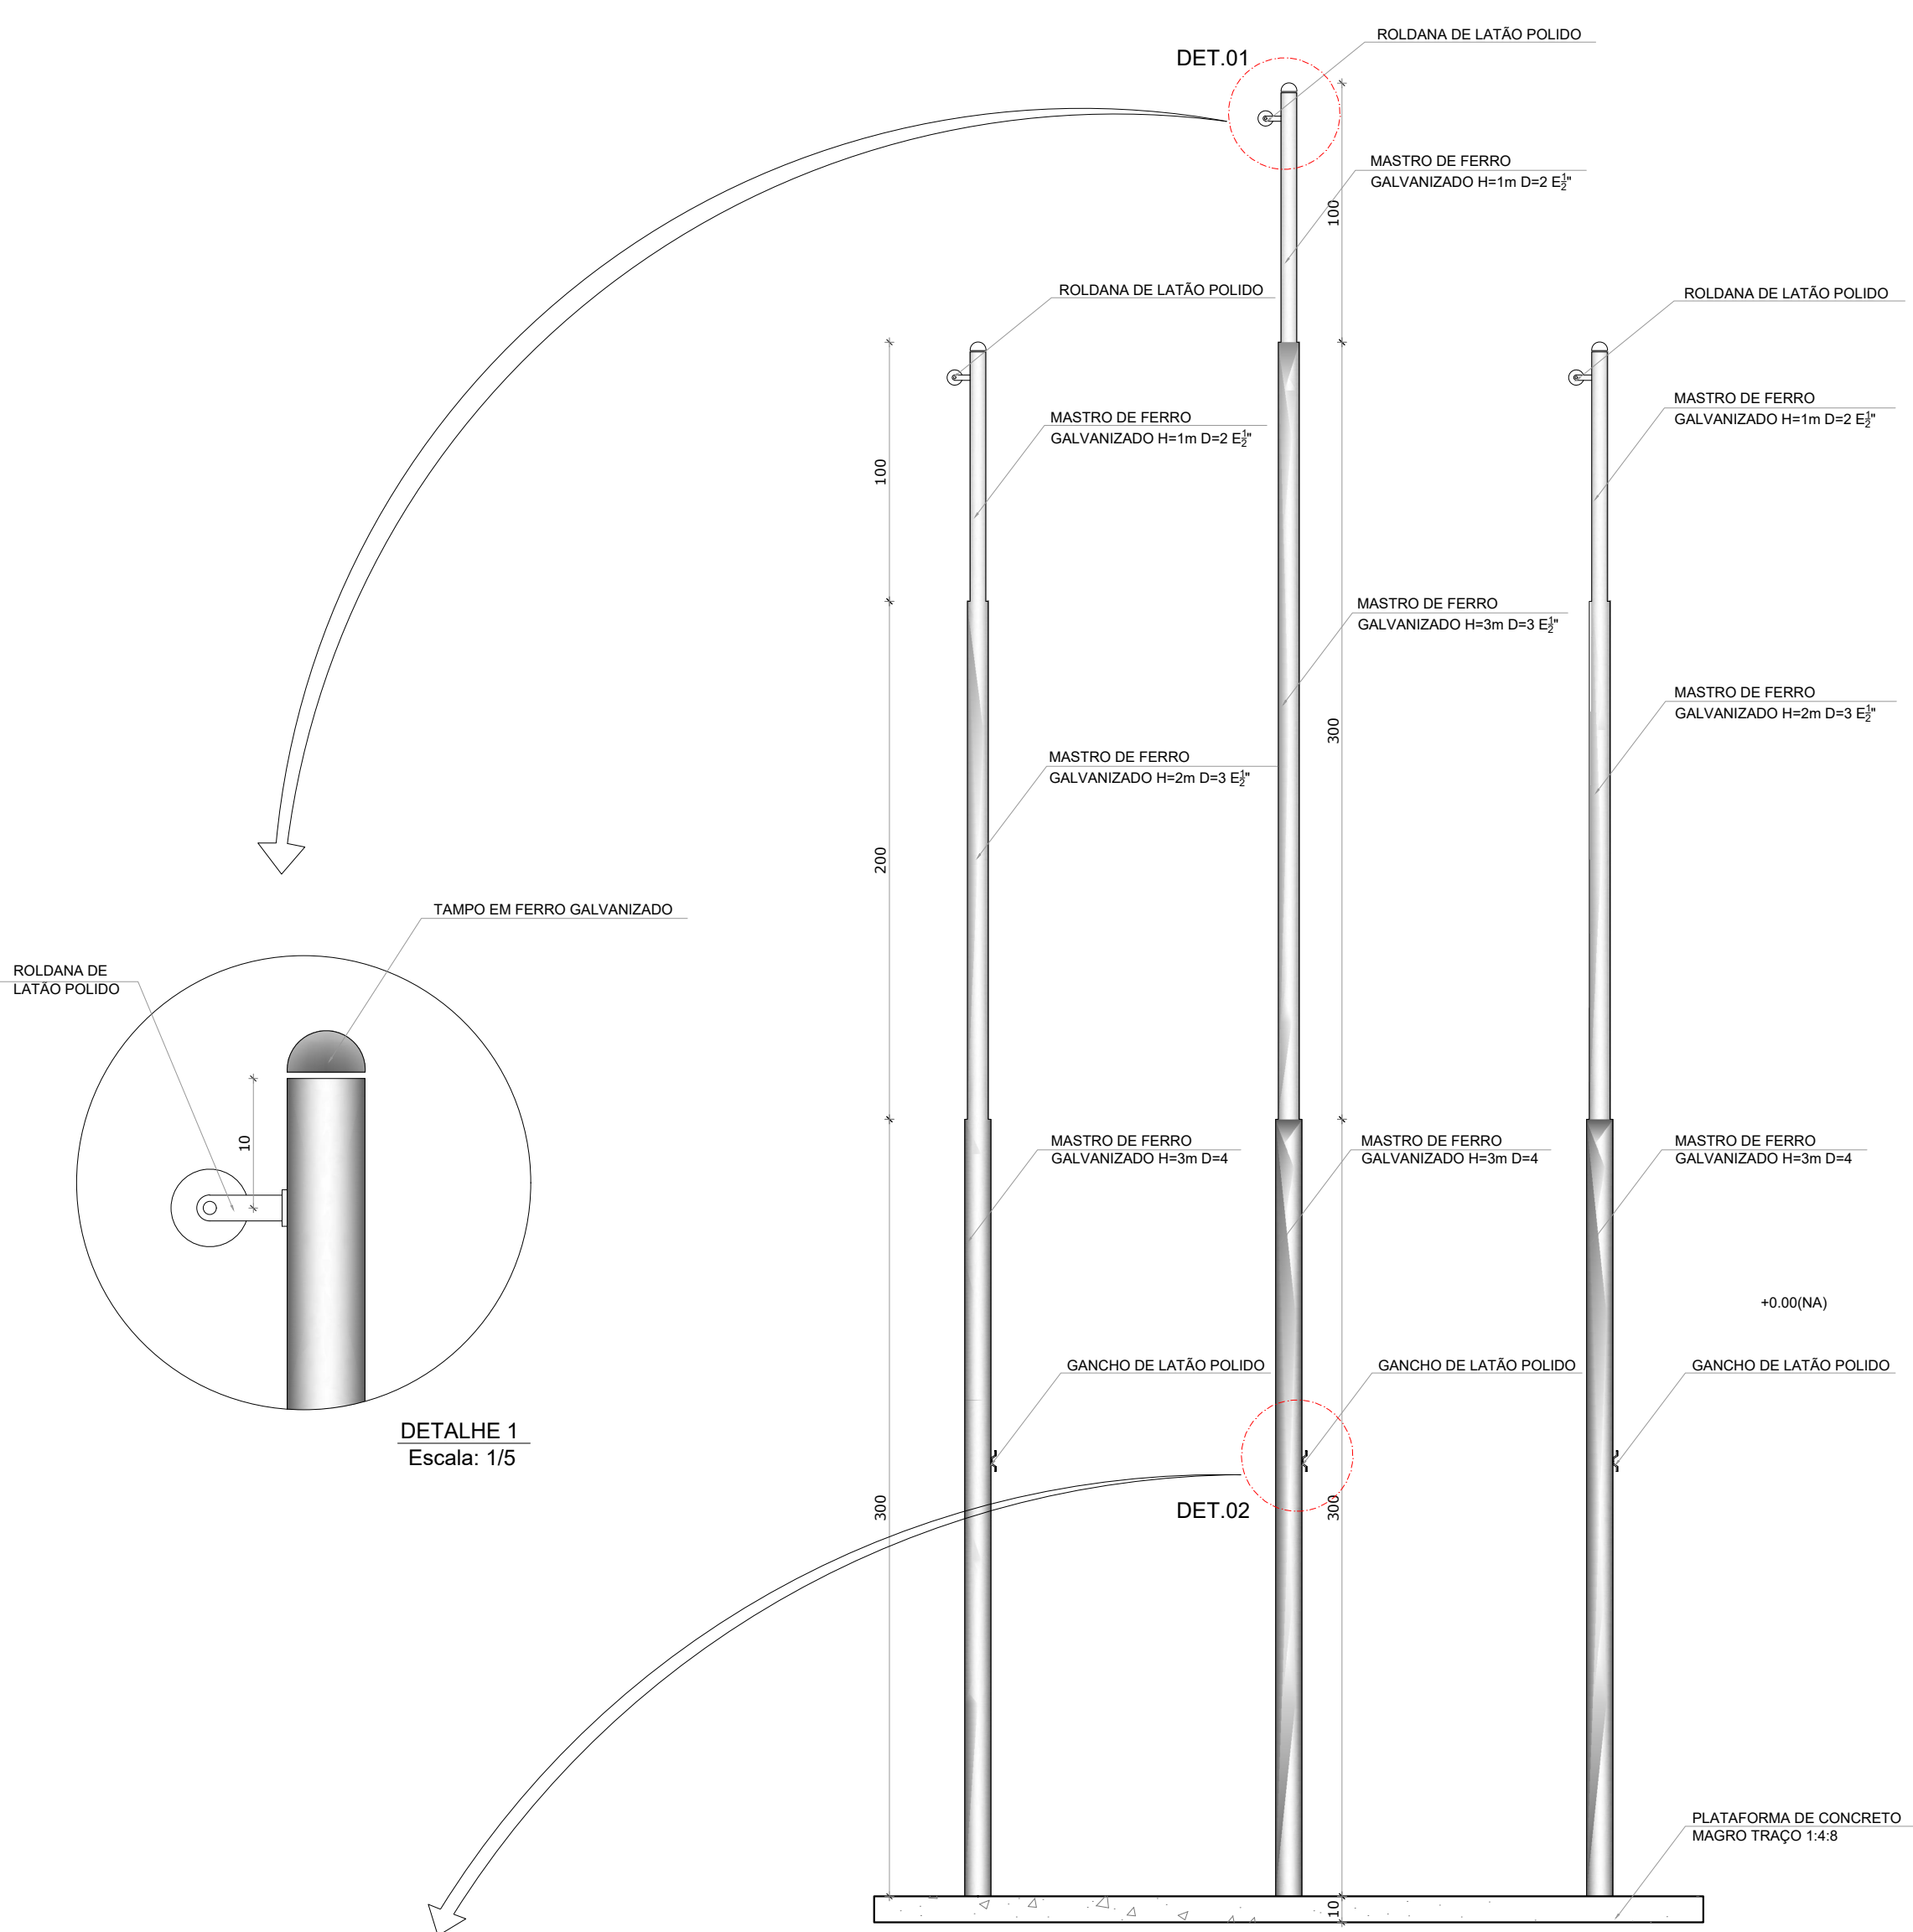 ROLDANA DE LATÃO POLIDO
DET.01
MASTRO DE FERRO
GALVANIZADO H=1m D=2 E½"
100
ROLDANA DE LATÃO POLIDO
ROLDANA DE LATÃO POLIDO
MASTRO DE FERRO
GALVANIZADO H=1m D=2 E½"
MASTRO DE FERRO
GALVANIZADO H=1m D=2 E½"
100
MASTRO DE FERRO
GALVANIZADO H=3m D=3 E½"
MASTRO DE FERRO
GALVANIZADO H=2m D=3 E½"
300
MASTRO DE FERRO
GALVANIZADO H=2m D=3 E½"
200
TAMPO EM FERRO GALVANIZADO
ROLDANA DE
LATÃO POLIDO
10
MASTRO DE FERRO
GALVANIZADO H=3m D=4
MASTRO DE FERRO
GALVANIZADO H=3m D=4
MASTRO DE FERRO
GALVANIZADO H=3m D=4
+0.00(NA)
GANCHO DE LATÃO POLIDO
GANCHO DE LATÃO POLIDO
GANCHO DE LATÃO POLIDO
DETALHE 1
Escala: 1/5
300
DET.02
300
PLATAFORMA DE CONCRETO
MAGRO TRAÇO 1:4:8
10